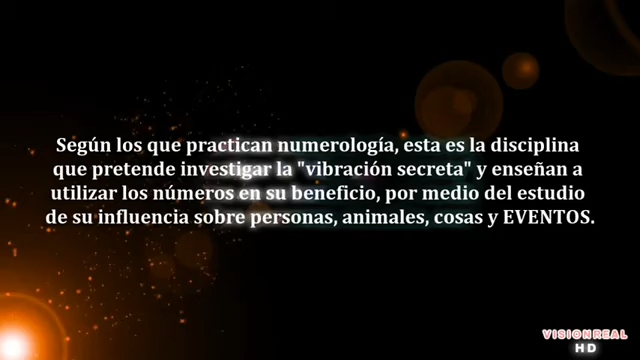 Según los que practican numerología, esta es la disciplina
que pretende investigar la "vibración secreta" y enseñan a
utilizar los números en su beneficio, por medio del estudio
de su influencia sobre personas, animales, cosas y EVENTOS.
VISIONREAL
HD